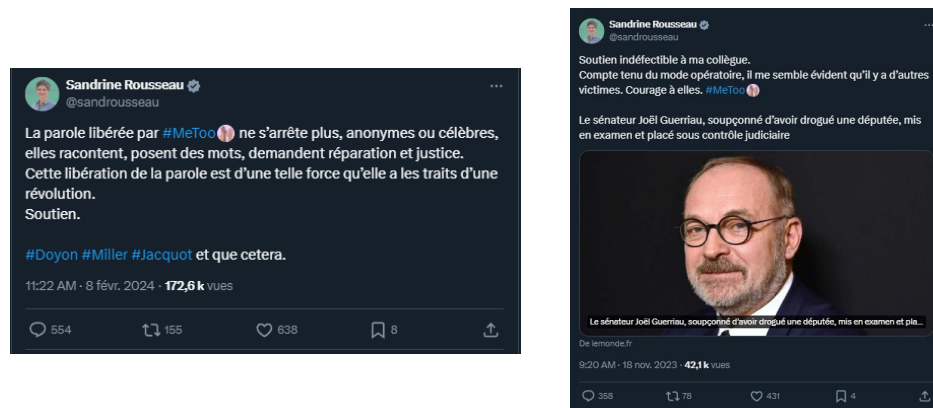 Sandrine Rousseau
@sandrousseau
La parole libérée par #MeToo ne s'arrête plus, anonymes ou célèbres,
elles racontent, posent des mots, demandent réparation et justice.
Cette libération de la parole est d'une telle force qu'elle a les traits d'une
révolution.
Soutien.
#Doyon #Miller #Jacquot et que cetera.
11:22 AM · 8 févr. 2024 · 172,6 k vues
554 155 638 8
Sandrine Rousseau
@sandrousseau
Soutien indéfectible à ma collègue.
Compte tenu du mode opératoire, il me semble évident qu'il y a d'autres
victimes. Courage à elles. #MeToo
Le sénateur Joël Guerriau, soupçonné d'avoir drogué une députée, mis
en examen et placé sous contrôle judiciaire
Le sénateur Joël Guerriau, soupçonné d'avoir drogué une députée, mis en examen et pla...
De lemonde.fr
9:20 AM · 18 nov. 2023 · 42,1 k vues
358 78 431 4